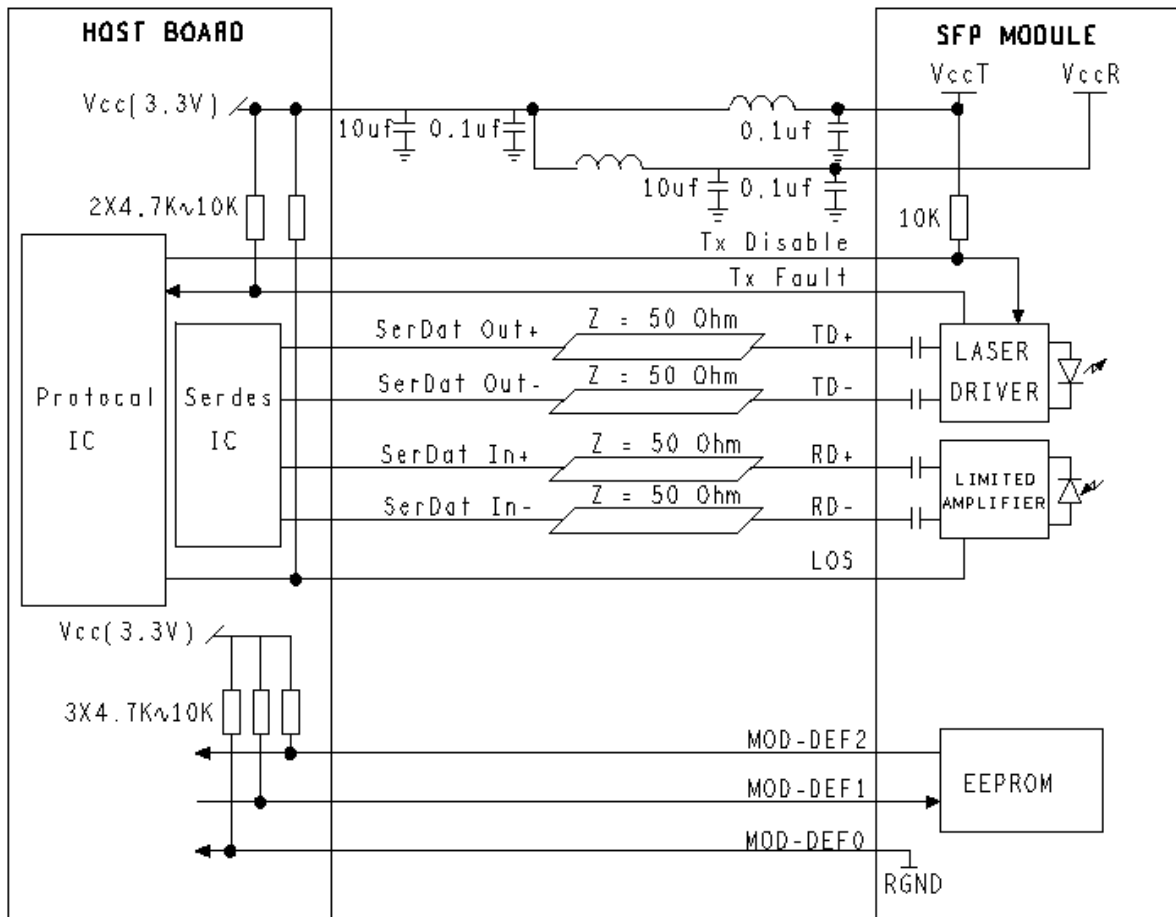 HOST BOARD
SFP MODULE
VccT
VccR
Vcc(3.3V)
10uf
0.1uf
0.1uf
10uf
0.1uf
2X4.7K~10K
10K
Tx Disable
Tx Fault
SerDat Out+
Z = 50 Ohm
TD+
SerDat Out-
Z = 50 Ohm
TD-
LASER
DRIVER
Protocal
IC
Serdes
IC
SerDat In+
Z = 50 Ohm
RD+
SerDat In-
Z = 50 Ohm
RD-
LIMITED
AMPLIFIER
LOS
Vcc(3.3V)
3X4.7K~10K
MOD-DEF2
MOD-DEF1
EEPROM
MOD-DEF0
RGND